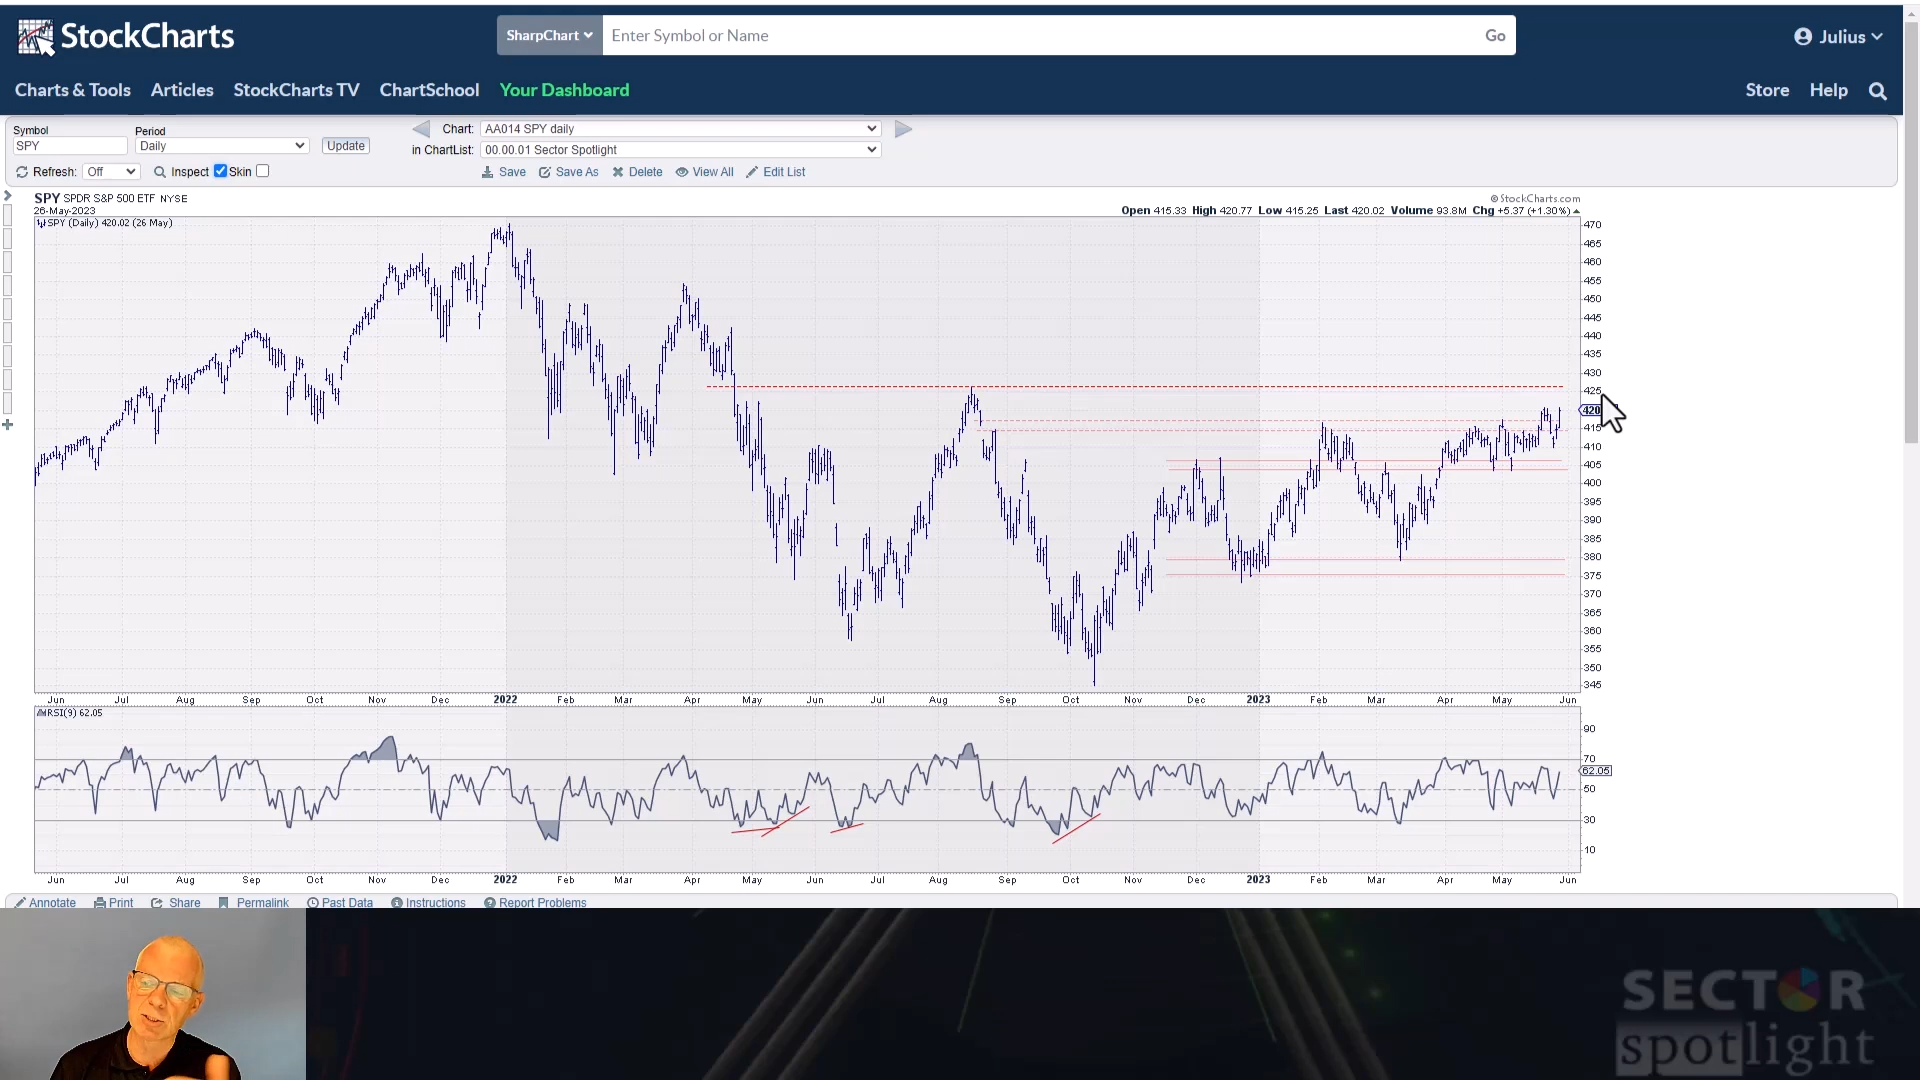 StockCharts
SharpChart Enter Symbol or Name Go
Julius
Charts & Tools Articles StockCharts TV ChartSchool Your Dashboard
Store Help
Symbol Period
SPY Daily Update
Chart: AA014 SPY daily
in ChartList: 00.00.01 Sector Spotlight
Refresh: Off Inspect Skin
Save Save As Delete View All Edit List
SPY SPDR S&P 500 ETF NYSE
© StockCharts.com
26-May-2023
Open 415.33 High 420.77 Low 415.25 Last 420.02 Volume 93.8M Chg +5.37 (+1.30%)
SPY (Daily) 420.02 (26 May)
470
465
460
455
450
445
440
435
430
425
420
415
410
405
400
395
390
385
380
375
370
365
360
355
350
345
Jun Jul Aug Sep Oct Nov Dec 2022 Feb Mar Apr May Jun Jul Aug Sep Oct Nov Dec 2023 Feb Mar Apr May Jun
RSI(9) 62.05
90
70
62.05
50
30
10
Jun Jul Aug Sep Oct Nov Dec 2022 Feb Mar Apr May Jun Jul Aug Sep Oct Nov Dec 2023 Feb Mar Apr May Jun
Annotate Print Share Permalink Past Data Instructions Report Problems
SECTOR
spotlight